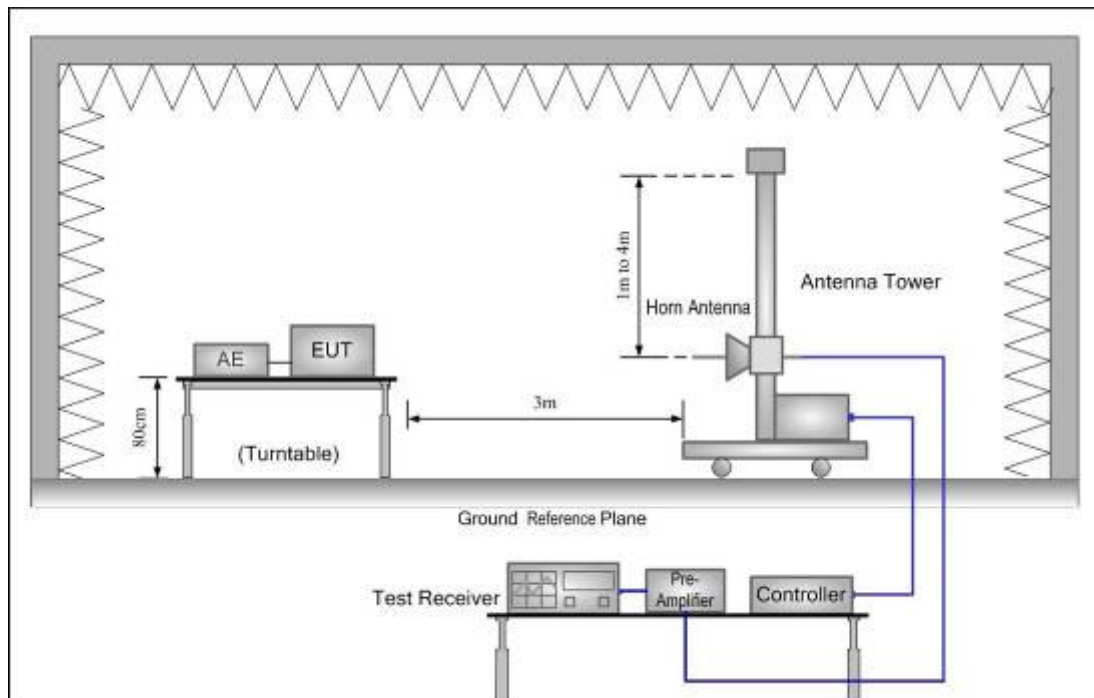 1m to 4m
Antenna Tower
Horn Antenna
AE
EUT
3m
80cm
(Turntable)
Ground Reference Plane
Test Receiver
Pre-
Amplifier
Controller